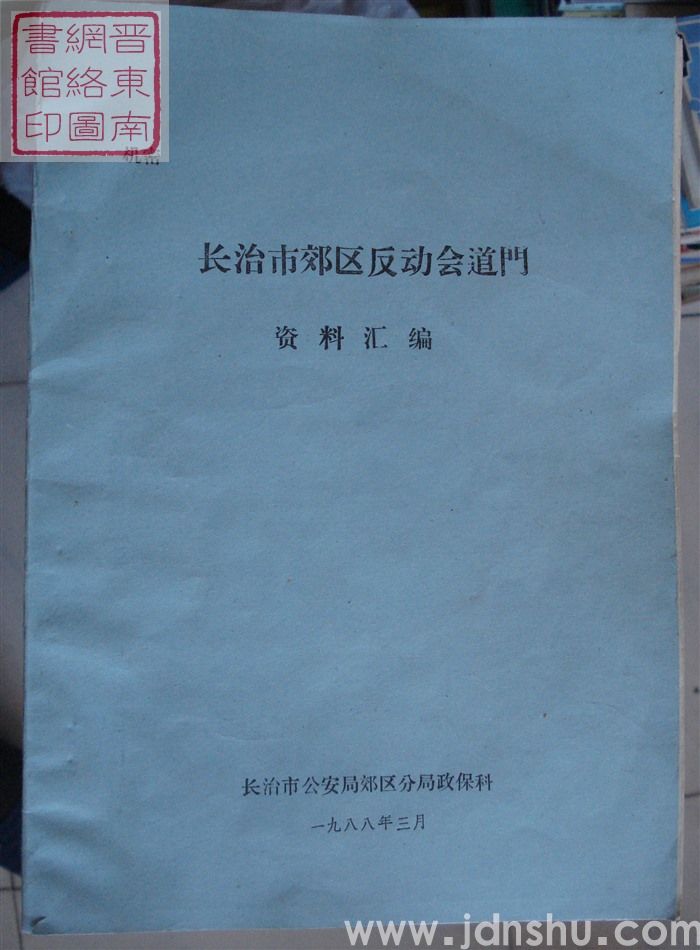 晋東南
網絡圖
書館印
机密
长治市郊区反动会道門
资料汇编
长治市公安局郊区分局政保科
一九八八年三月
www.jdnshu.com